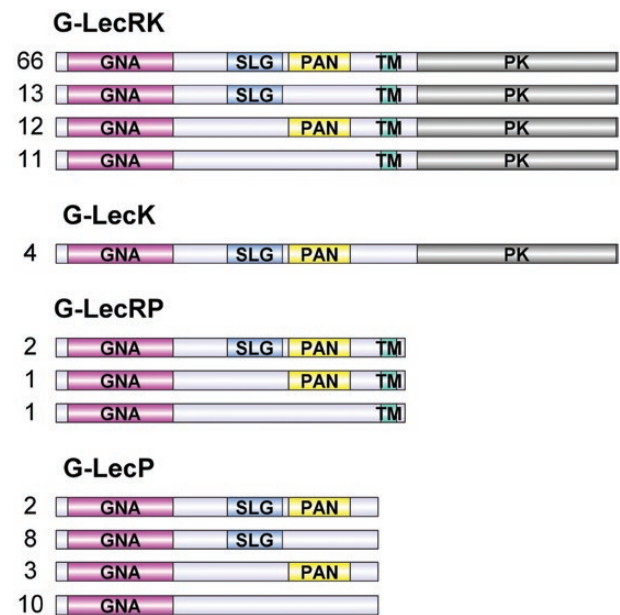 G-LecRK
66 GNA SLG PAN TM PK
13 GNA SLG TM PK
12 GNA PAN TM PK
11 GNA TM PK
G-LecK
4 GNA SLG PAN PK
G-LecRP
2 GNA SLG PAN TM
1 GNA PAN TM
1 GNA TM
G-LecP
2 GNA SLG PAN
8 GNA SLG
3 GNA PAN
10 GNA